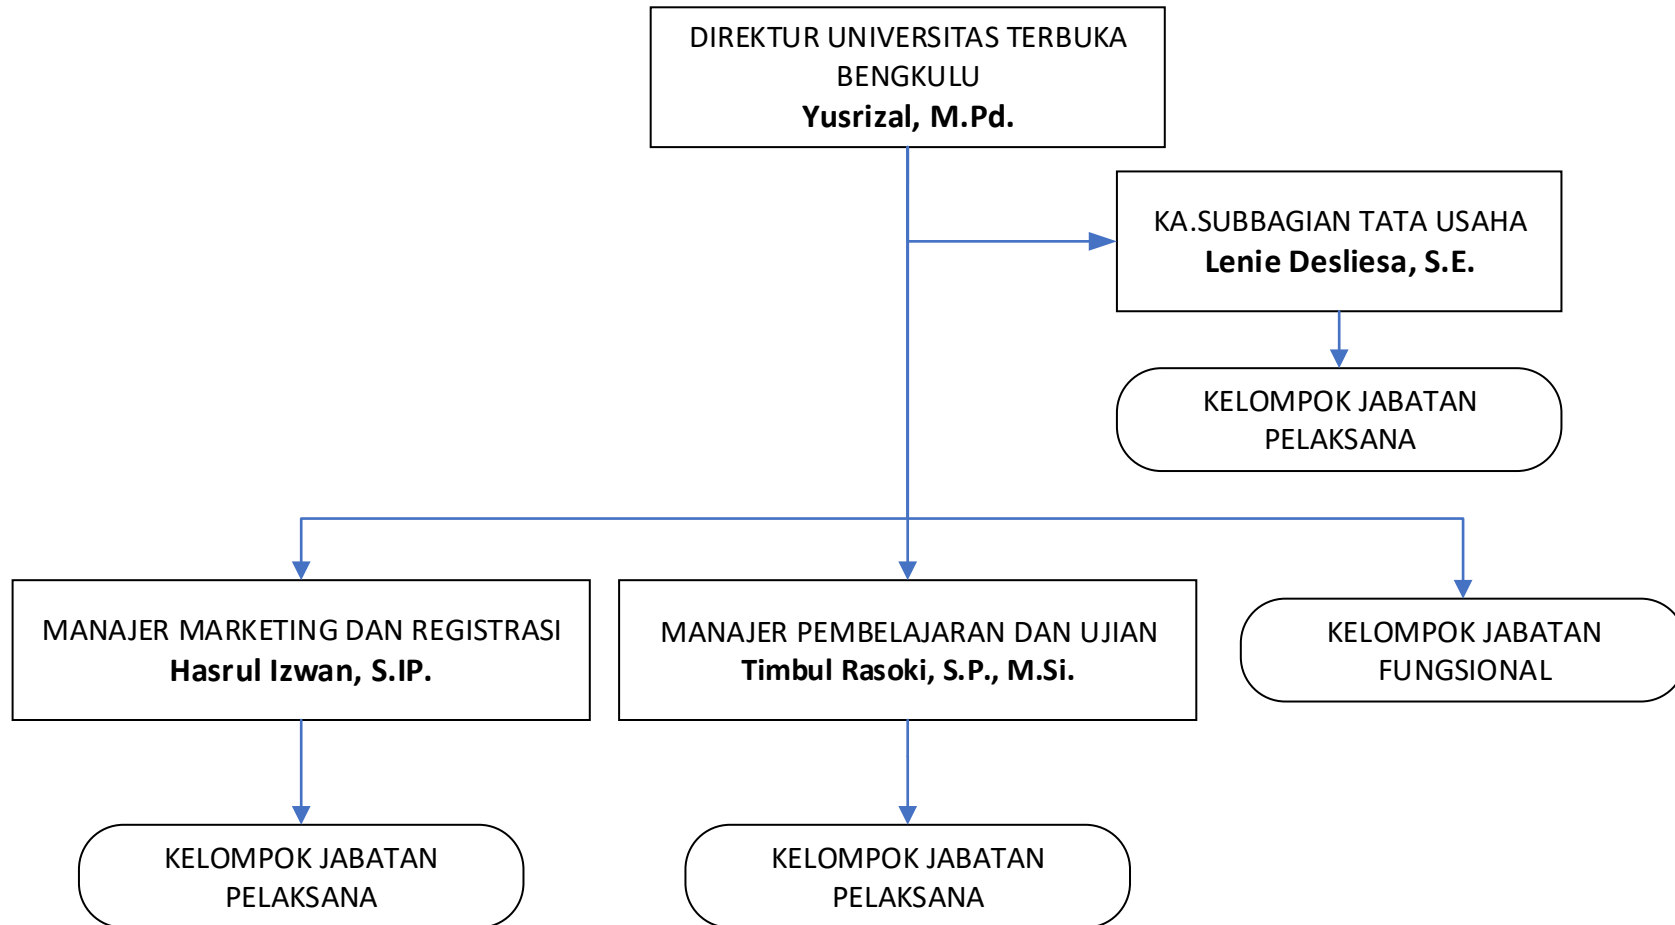 DIREKTUR UNIVERSITAS TERBUKA
BENGKULU
Yusrizal, M.Pd.
KA.SUBBAGIAN TATA USAHA
Lenie Desliesa, S.E.
KELOMPOK JABATAN
PELAKSANA
MANAJER MARKETING DAN REGISTRASI
Hasrul Izwan, S.IP.
MANAJER PEMBELAJARAN DAN UJIAN
Timbul Rasoki, S.P., M.Si.
KELOMPOK JABATAN
FUNGSIONAL
KELOMPOK JABATAN
PELAKSANA
KELOMPOK JABATAN
PELAKSANA